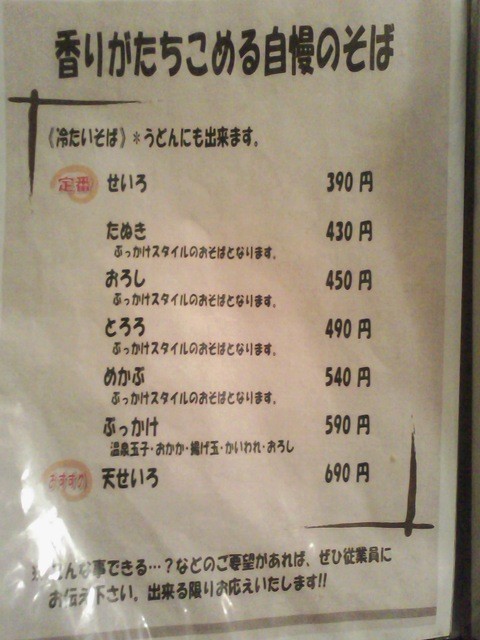 香りがたちこめる自慢のそば
《冷たいそば》*うどんにも出来ます。
定番 せいろ 390円
たぬき 430円
ぶっかけスタイルのおそばとなります。
おろし 450円
ぶっかけスタイルのおそばとなります。
とろろ 490円
ぶっかけスタイルのおそばとなります。
めかぶ 540円
ぶっかけスタイルのおそばとなります。
ぶっかけ 590円
温泉玉子・おかか・揚げ玉・かいわれ・おろし
おすすめ 天せいろ 690円
※こんな事できる…?などのご要望があれば、ぜひ従業員に
お伝え下さい。出来る限りお応えいたします!!